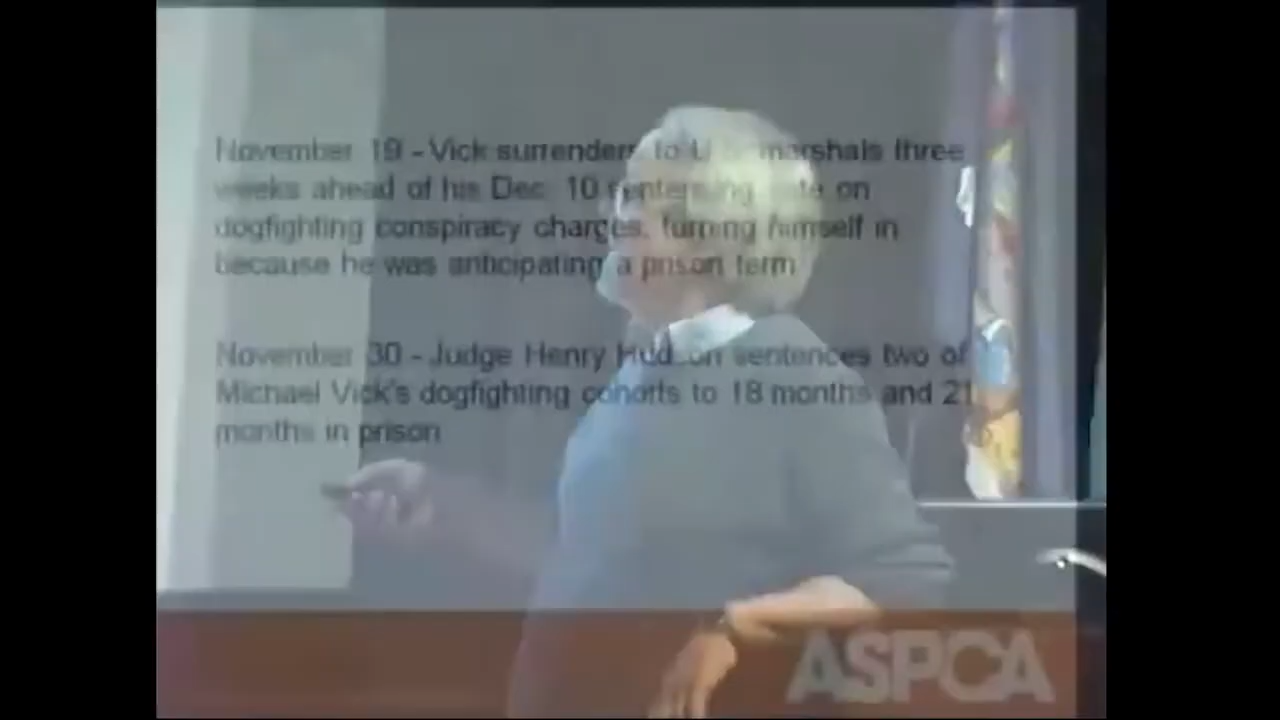 November 19 - Vick surrenders to U.S. marshals three
weeks ahead of his Dec. 10 sentencing date on
dogfighting conspiracy charges, turning himself in
because he was anticipating a prison term
November 30 - Judge Henry Hudson sentences two of
Michael Vick's dogfighting cohorts to 18 months and 21
months in prison
ASPCA